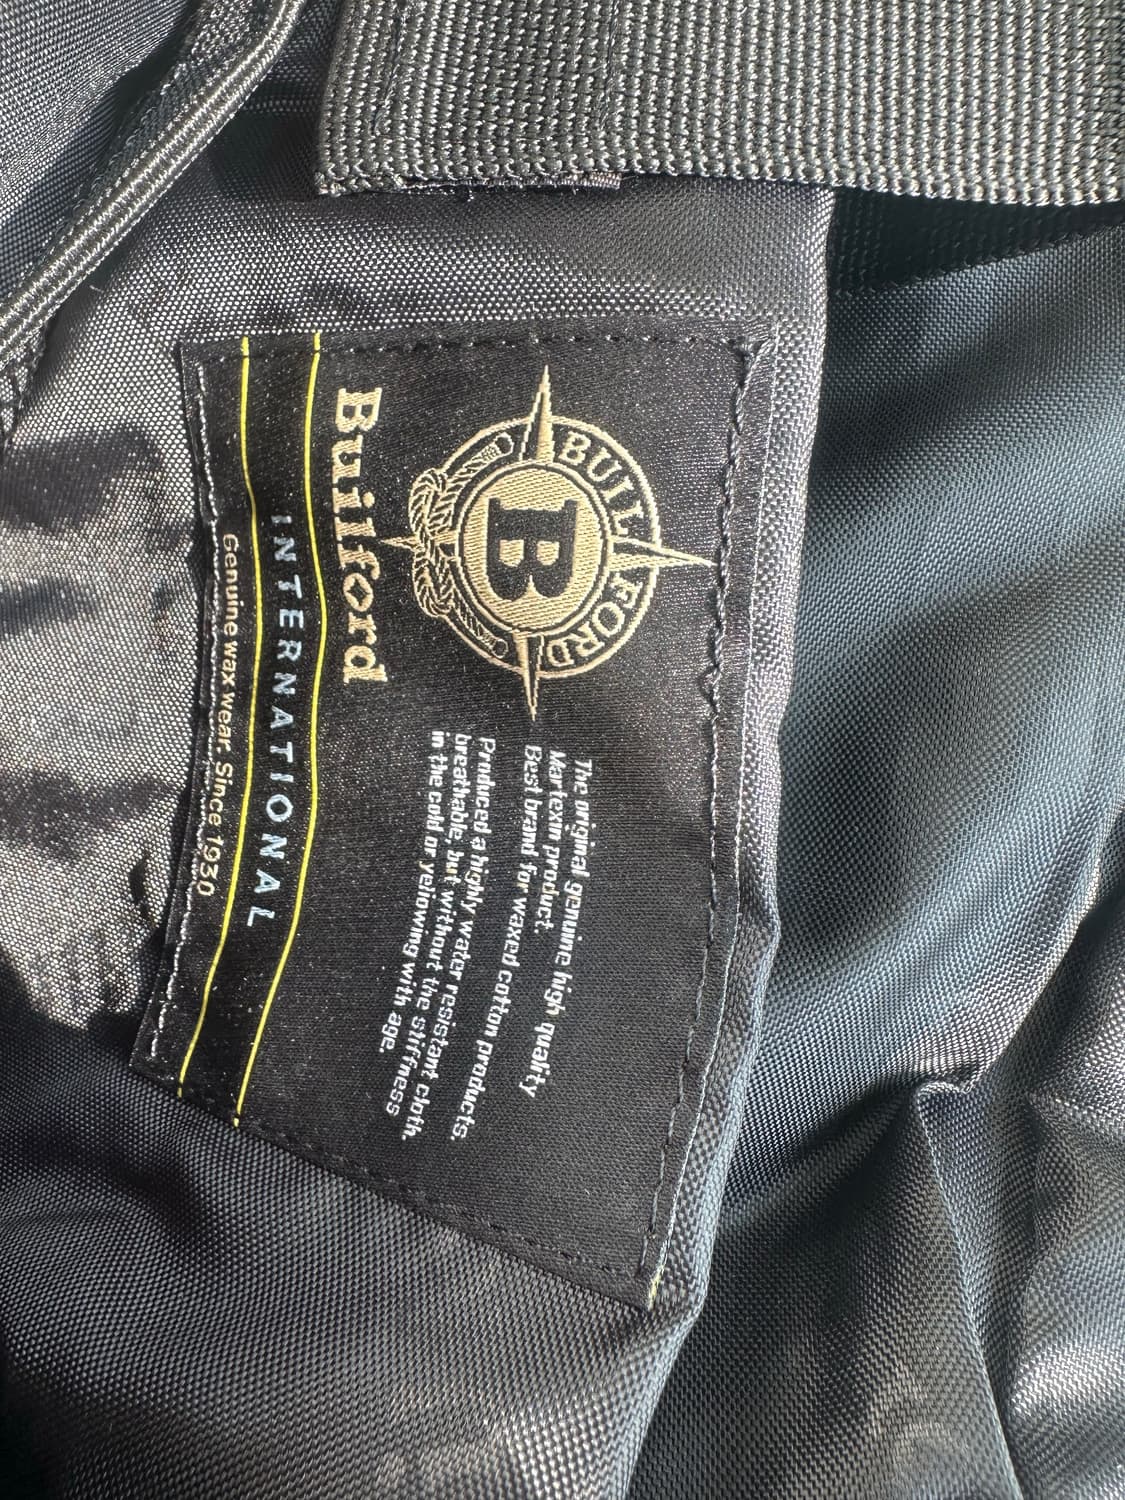 BUILFORD
B
The original genuine high quality
Martexin product.
Best brand for waxed cotton products.
Produced a highly water resistant cloth,
breathable, but without the stiffness
in the cold or yellowing with age.
Builford
INTERNATIONAL
Genuine wax wear. Since 1930